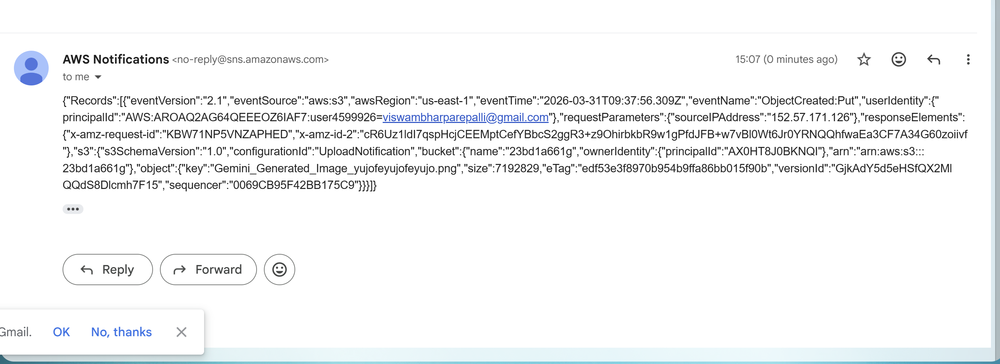 AWS Notifications <no-reply@sns.amazonaws.com>
15:07 (0 minutes ago)
to me
{"Records":[{"eventVersion":"2.1","eventSource":"aws:s3","awsRegion":"us-east-1","eventTime":"2026-03-31T09:37:56.309Z","eventName":"ObjectCreated:Put","userIdentity":{"
principalId":"AWS:AROAQ2AG64QEEEOZ6IAF7:user4599926=viswambharparepalli@gmail.com"},"requestParameters":{"sourceIPAddress":"152.57.171.126"},"responseElements":
{"x-amz-request-id":"KBW71NP5VNZAPHED","x-amz-id-2":"cR6Uz1ldI7qspHcjCEEMptCefYBbcS2ggR3+z9OhirbkbR9w1gPfdJFB+w7vBl0Wt6Jr0YRNQQhfwaEa3CF7A34G60zoiivf
"},"s3":{"s3SchemaVersion":"1.0","configurationId":"UploadNotification","bucket":{"name":"23bd1a661g","ownerIdentity":{"principalId":"AX0HT8J0BKNQI"},"arn":"arn:aws:s3:::
23bd1a661g"},"object":{"key":"Gemini_Generated_Image_yujofeyujofeyujo.png","size":7192829,"eTag":"edf53e3f8970b954b9ffa86bb015f90b","versionId":"GjkAdY5d5eHSfQX2Ml
QQdS8Dlcmh7F15","sequencer":"0069CB95F42BB175C9"}}}]}
Reply
Forward
Gmail.
OK
No, thanks